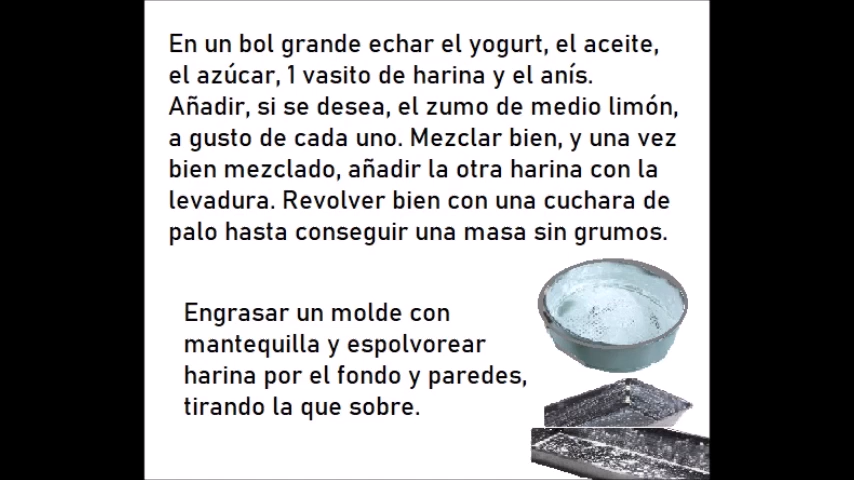 En un bol grande echar el yogurt, el aceite,
el azúcar, 1 vasito de harina y el anís.
Añadir, si se desea, el zumo de medio limón,
a gusto de cada uno. Mezclar bien, y una vez
bien mezclado, añadir la otra harina con la
levadura. Revolver bien con una cuchara de
palo hasta conseguir una masa sin grumos.
Engrasar un molde con
mantequilla y espolvorear
harina por el fondo y paredes,
tirando la que sobre.